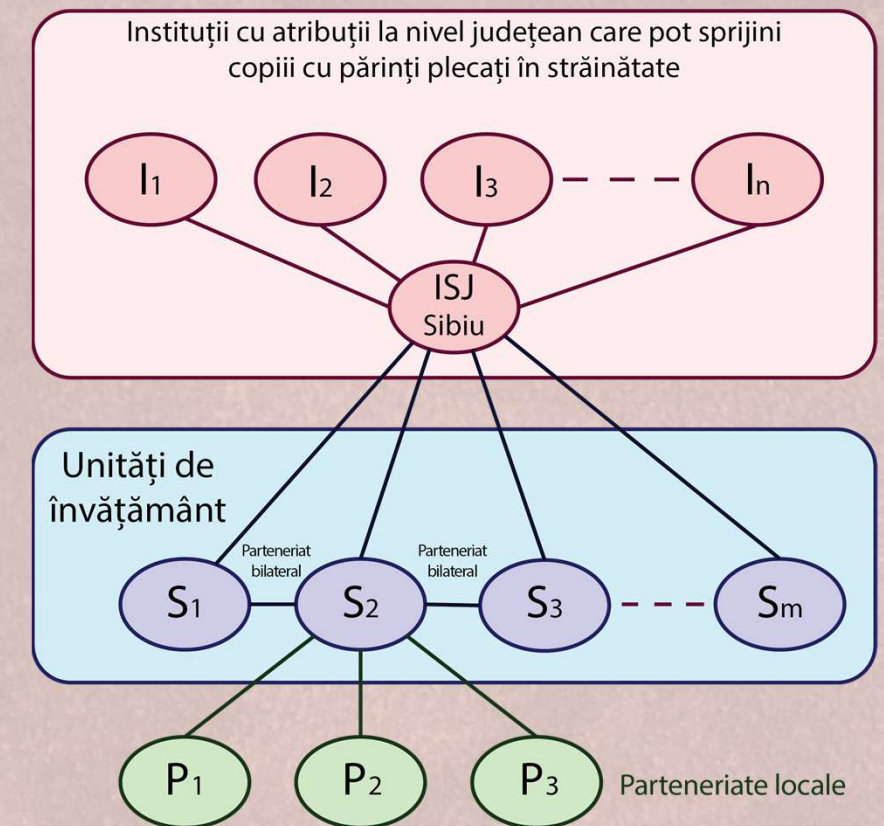 Instituții cu atribuții la nivel județean care pot sprijini
copiii cu părinți plecați în străinătate
I1 I2 I3 In
ISJ
Sibiu
Unități de
învățământ
Parteneriat
bilateral
Parteneriat
bilateral
S1 S2 S3 Sm
P1 P2 P3 Parteneriate locale